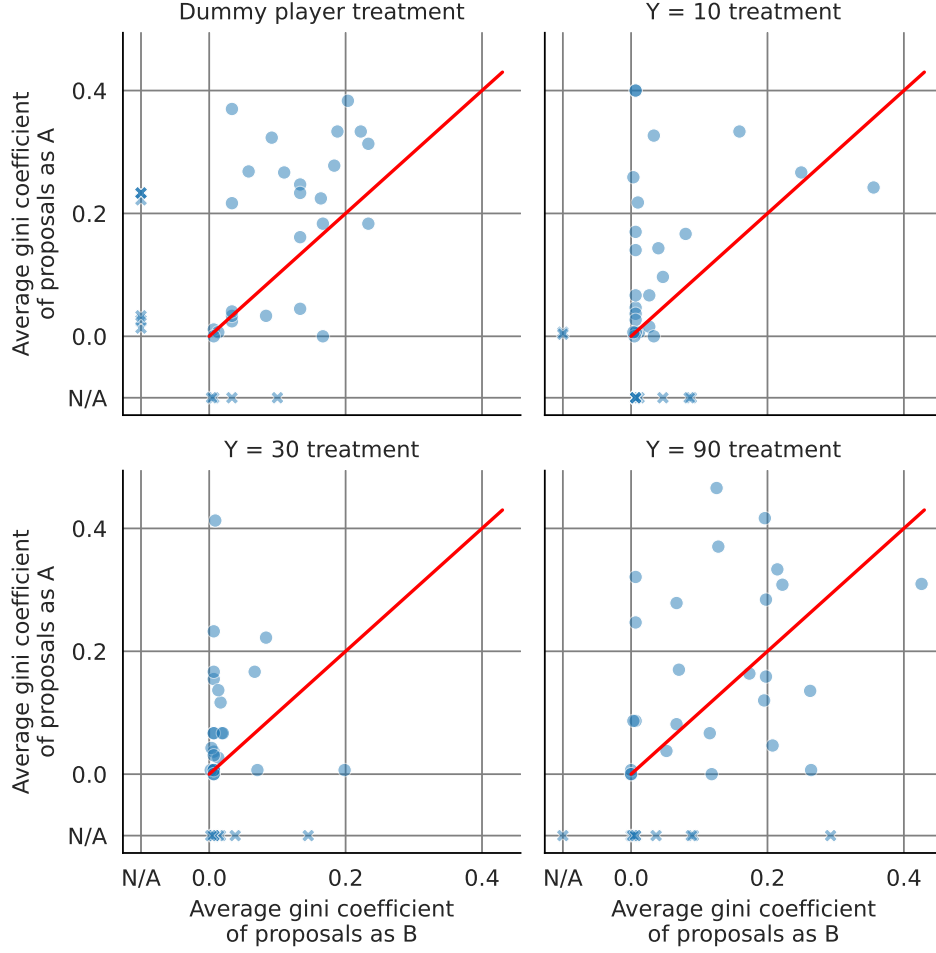 Dummy player treatment
Y = 10 treatment
Average gini coefficient
of proposals as A
0.4
0.2
0.0
N/A
Y = 30 treatment
Y = 90 treatment
Average gini coefficient
of proposals as A
0.4
0.2
0.0
N/A
N/A 0.0 0.2 0.4
N/A 0.0 0.2 0.4
Average gini coefficient
of proposals as B
Average gini coefficient
of proposals as B